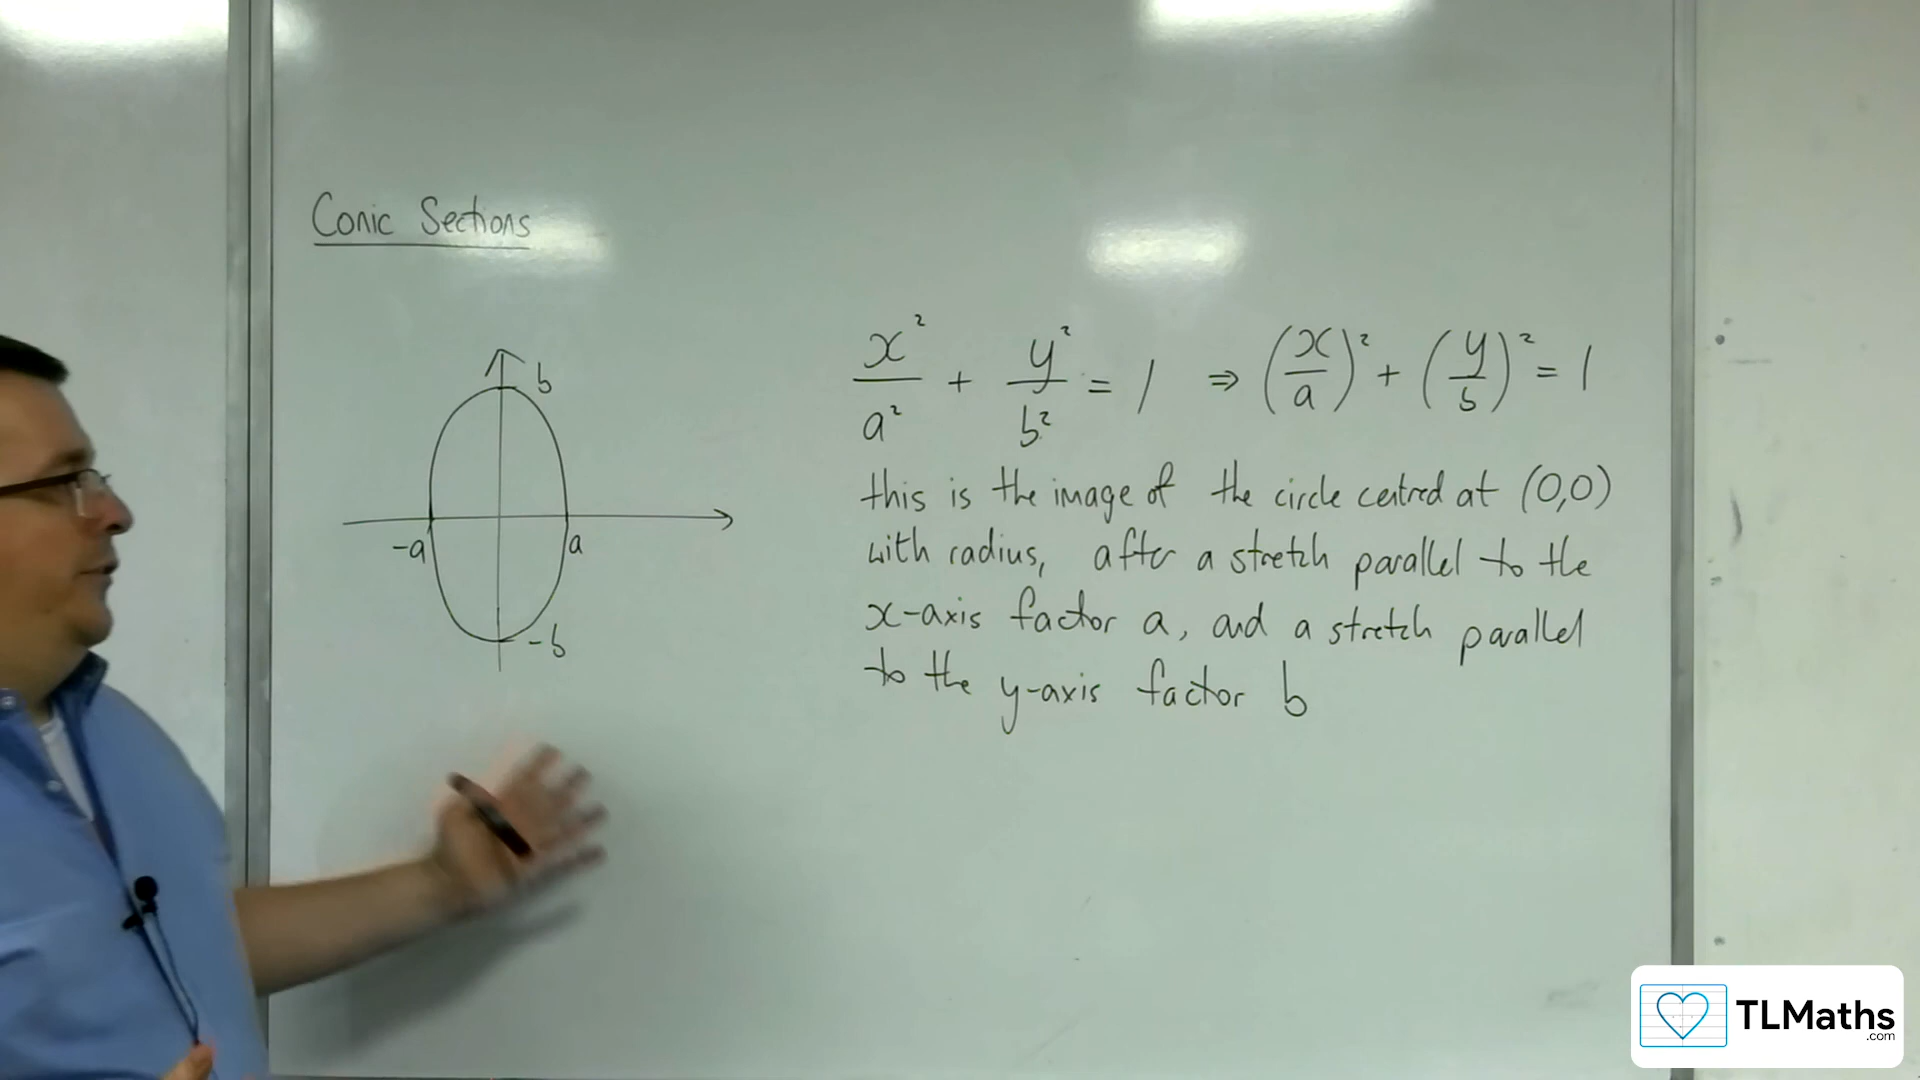 Conic Sections
b
-a
a
-b
x²/a² + y²/b² = 1 ⇒ (x/a)² + (y/b)² = 1
this is the image of the circle centred at (0,0)
with radius, after a stretch parallel to the
x-axis factor a, and a stretch parallel
to the y-axis factor b
TLMaths
.com